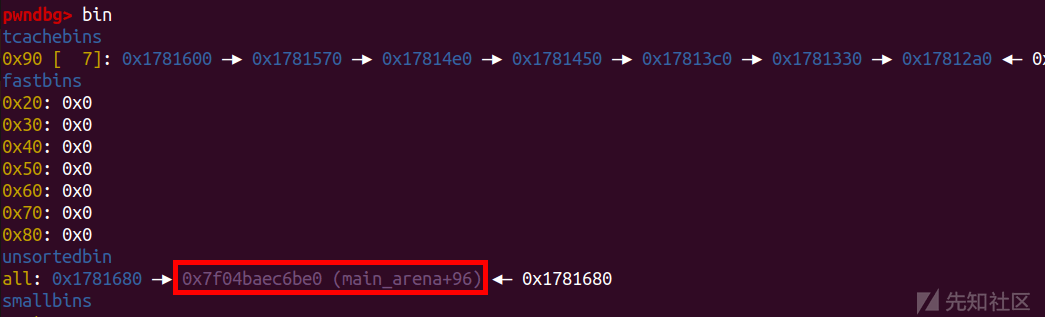 pwndbg> bin
tcachebins
0x90 [  7]: 0x1781600 —▸ 0x1781570 —▸ 0x17814e0 —▸ 0x1781450 —▸ 0x17813c0 —▸ 0x1781330 —▸ 0x17812a0 ◂— 0
fastbins
0x20: 0x0
0x30: 0x0
0x40: 0x0
0x50: 0x0
0x60: 0x0
0x70: 0x0
0x80: 0x0
unsortedbin
all: 0x1781680 —▸ 0x7f04baec6be0 (main_arena+96) ◂— 0x1781680
smallbins
先知社区